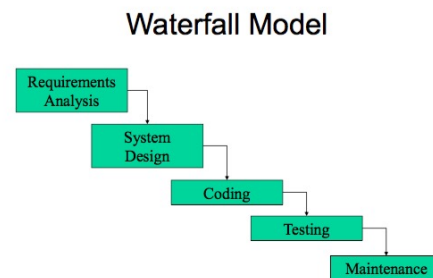 Waterfall Model
Requirements
Analysis
System
Design
Coding
Testing
Maintenance